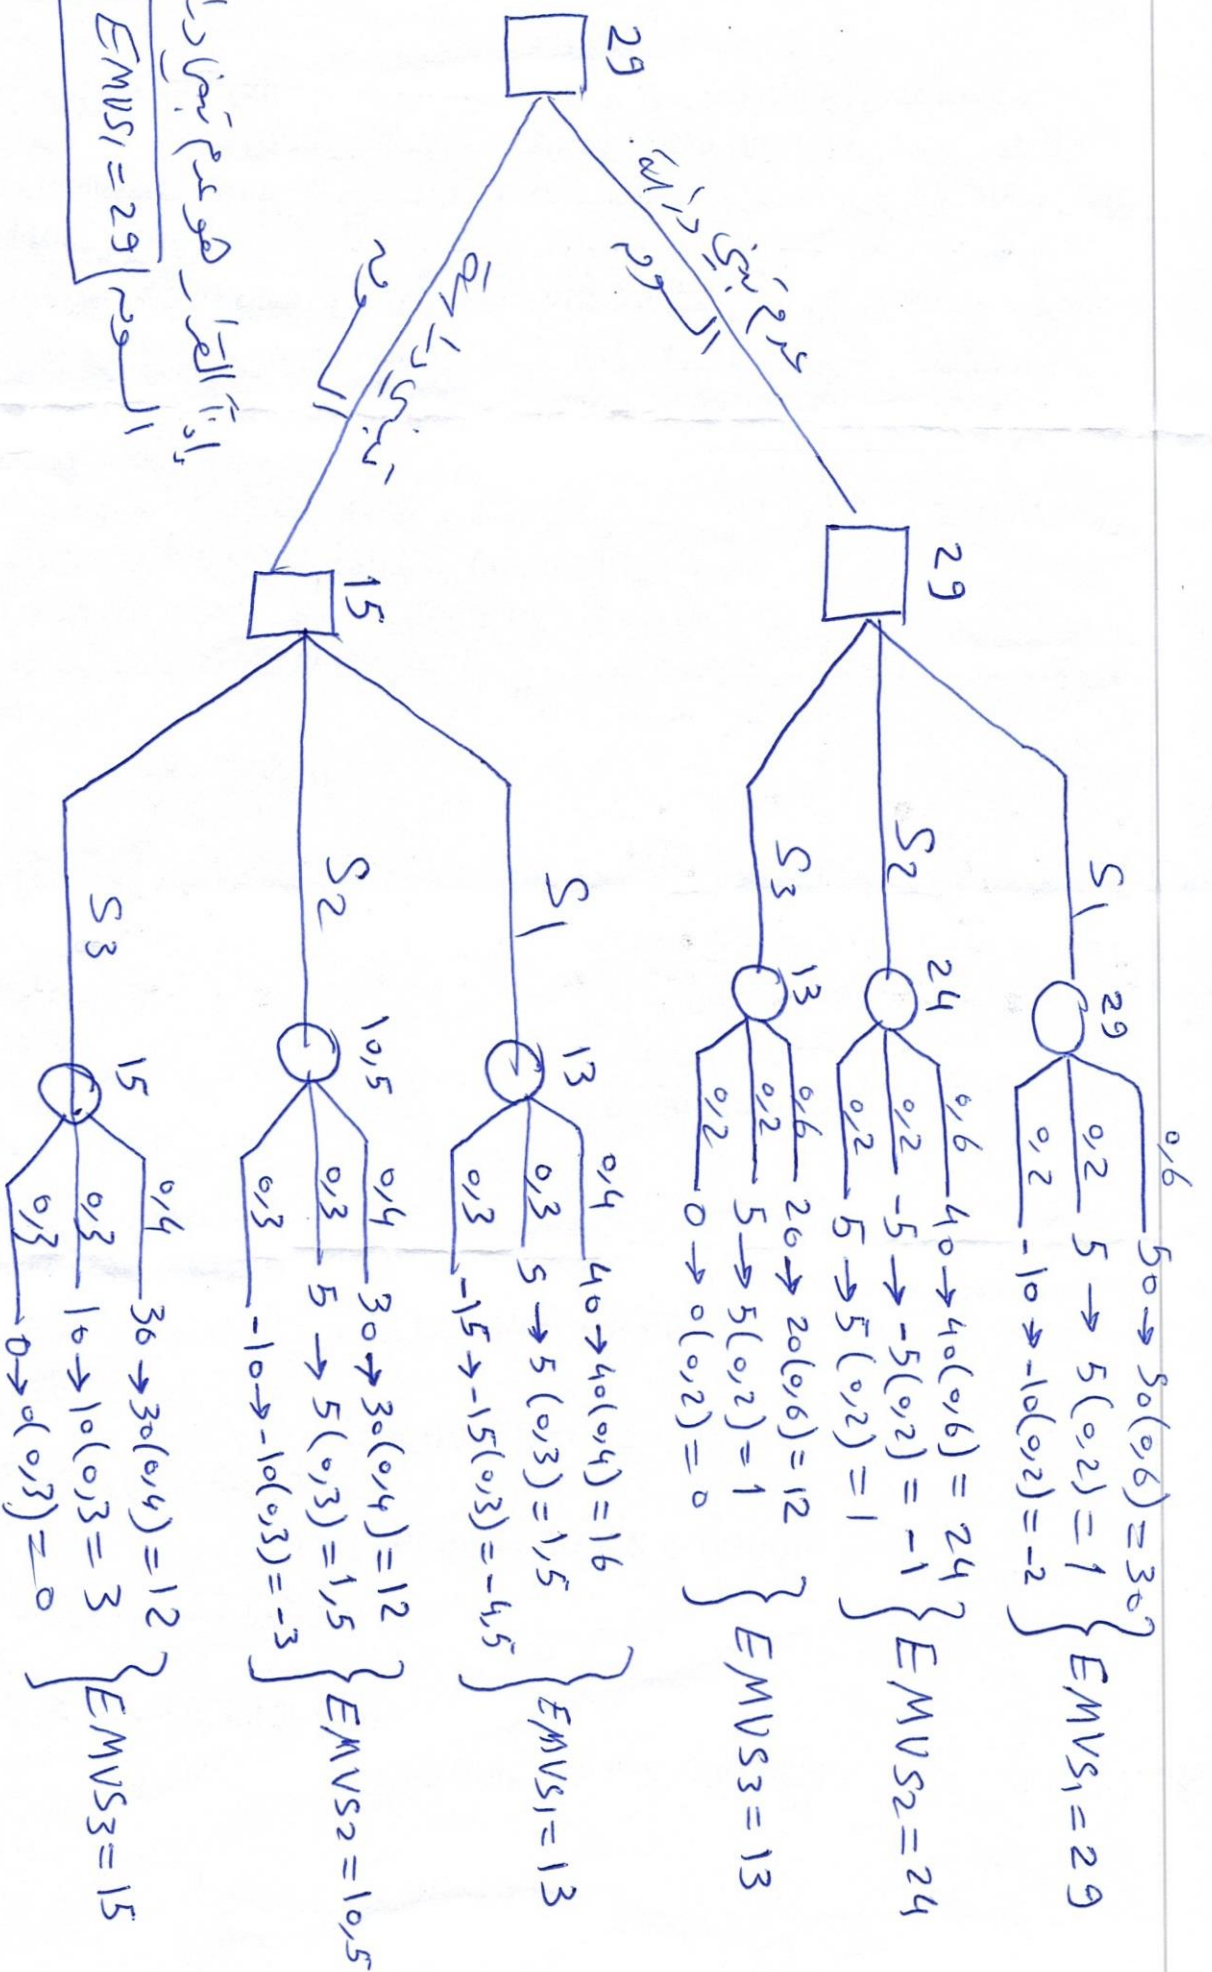 29
عدم تبني دراسة
السوق
29
S1
29
0,6 50 → 50(0,6) = 30
0,2 5 → 5(0,2) = 1
0,2 -10 → -10(0,2) = -2
EMVS1 = 29
S2
24
0,6 40 → 40(0,6) = 24
0,2 -5 → -5(0,2) = -1
0,2 5 → 5(0,2) = 1
EMVS2 = 24
S3
13
0,6 20 → 20(0,6) = 12
0,2 5 → 5(0,2) = 1
0,2 0 → 0(0,2) = 0
EMVS3 = 13
تبني دراسة
السوق
15
S1
13
0,4 40 → 40(0,4) = 16
0,3 5 → 5(0,3) = 1,5
0,3 -15 → -15(0,3) = -4,5
EMVS1 = 13
S2
10,5
0,4 30 → 30(0,4) = 12
0,3 5 → 5(0,3) = 1,5
0,3 -10 → -10(0,3) = -3
EMVS2 = 10,5
S3
15
0,4 30 → 30(0,4) = 12
0,3 10 → 10(0,3 = 3
0,3 0 → 0(0,3) = 0
EMVS3 = 15
إذاً القرار هو عدم تبني
السوق EMVS1 = 29